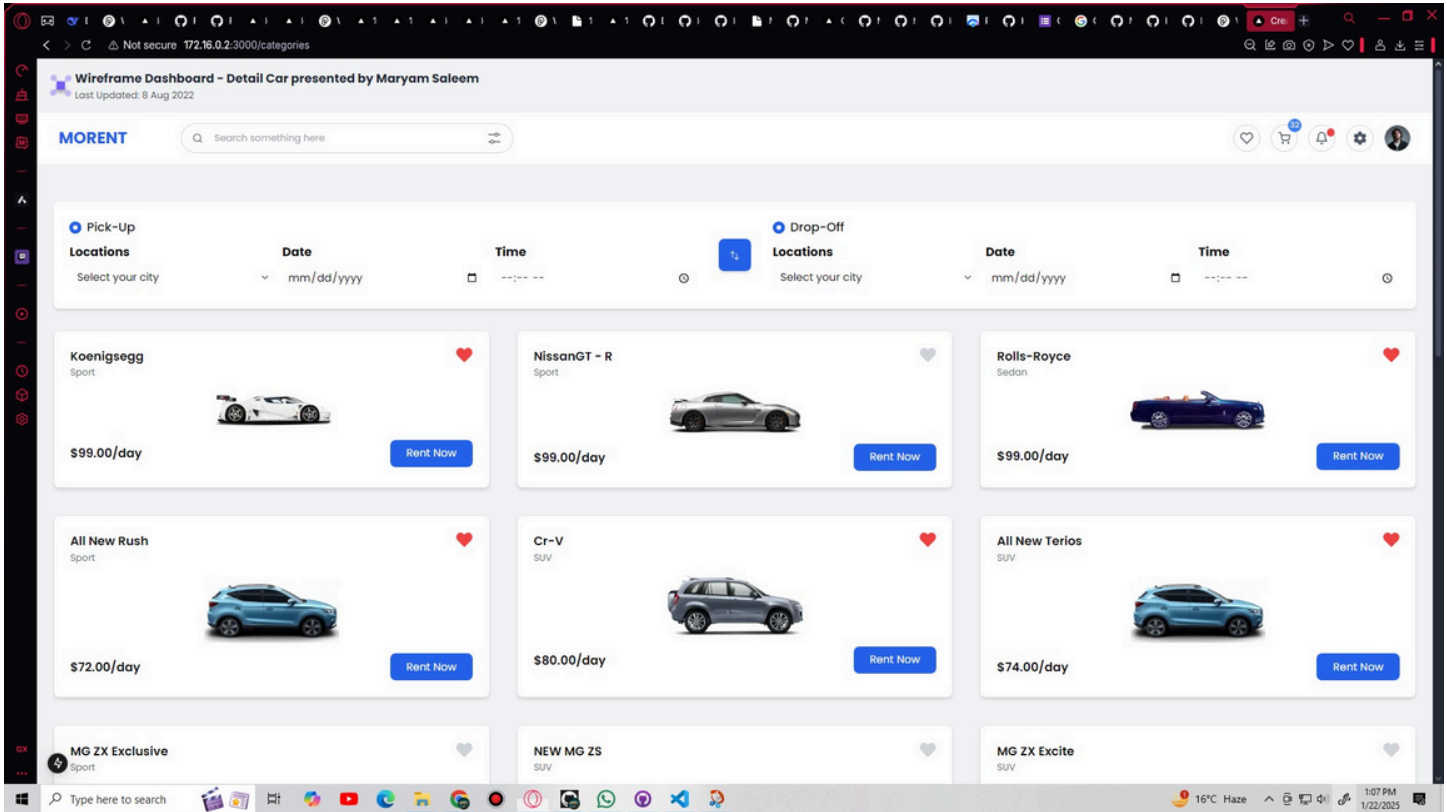 Cre
Not secure 172.16.0.2:3000/categories
Wireframe Dashboard - Detail Car presented by Maryam Saleem
Last Updated: 8 Aug 2022
MORENT
Search something here
32
Pick-Up
Drop-Off
Locations Date Time
Locations Date Time
Select your city mm/dd/yyyy --:-- --
Select your city mm/dd/yyyy --:-- --
Koenigsegg
Sport
$99.00/day
Rent Now
NissanGT - R
Sport
$99.00/day
Rent Now
Rolls-Royce
Sedan
$99.00/day
Rent Now
All New Rush
Sport
$72.00/day
Rent Now
Cr-V
SUV
$80.00/day
Rent Now
All New Terios
SUV
$74.00/day
Rent Now
MG ZX Exclusive
Sport
NEW MG ZS
SUV
MG ZX Excite
SUV
GX
Type here to search
16°C Haze
1:07 PM
1/22/2025